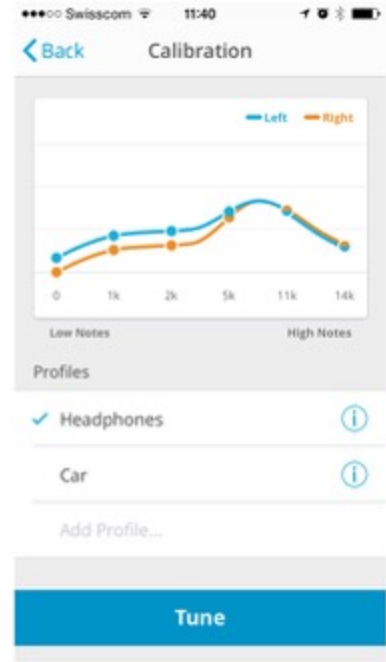 Swisscom 11:40
Back Calibration
Left Right
0 1k 2k 5k 11k 14k
Low Notes High Notes
Profiles
Headphones
Car
Add Profile...
Tune